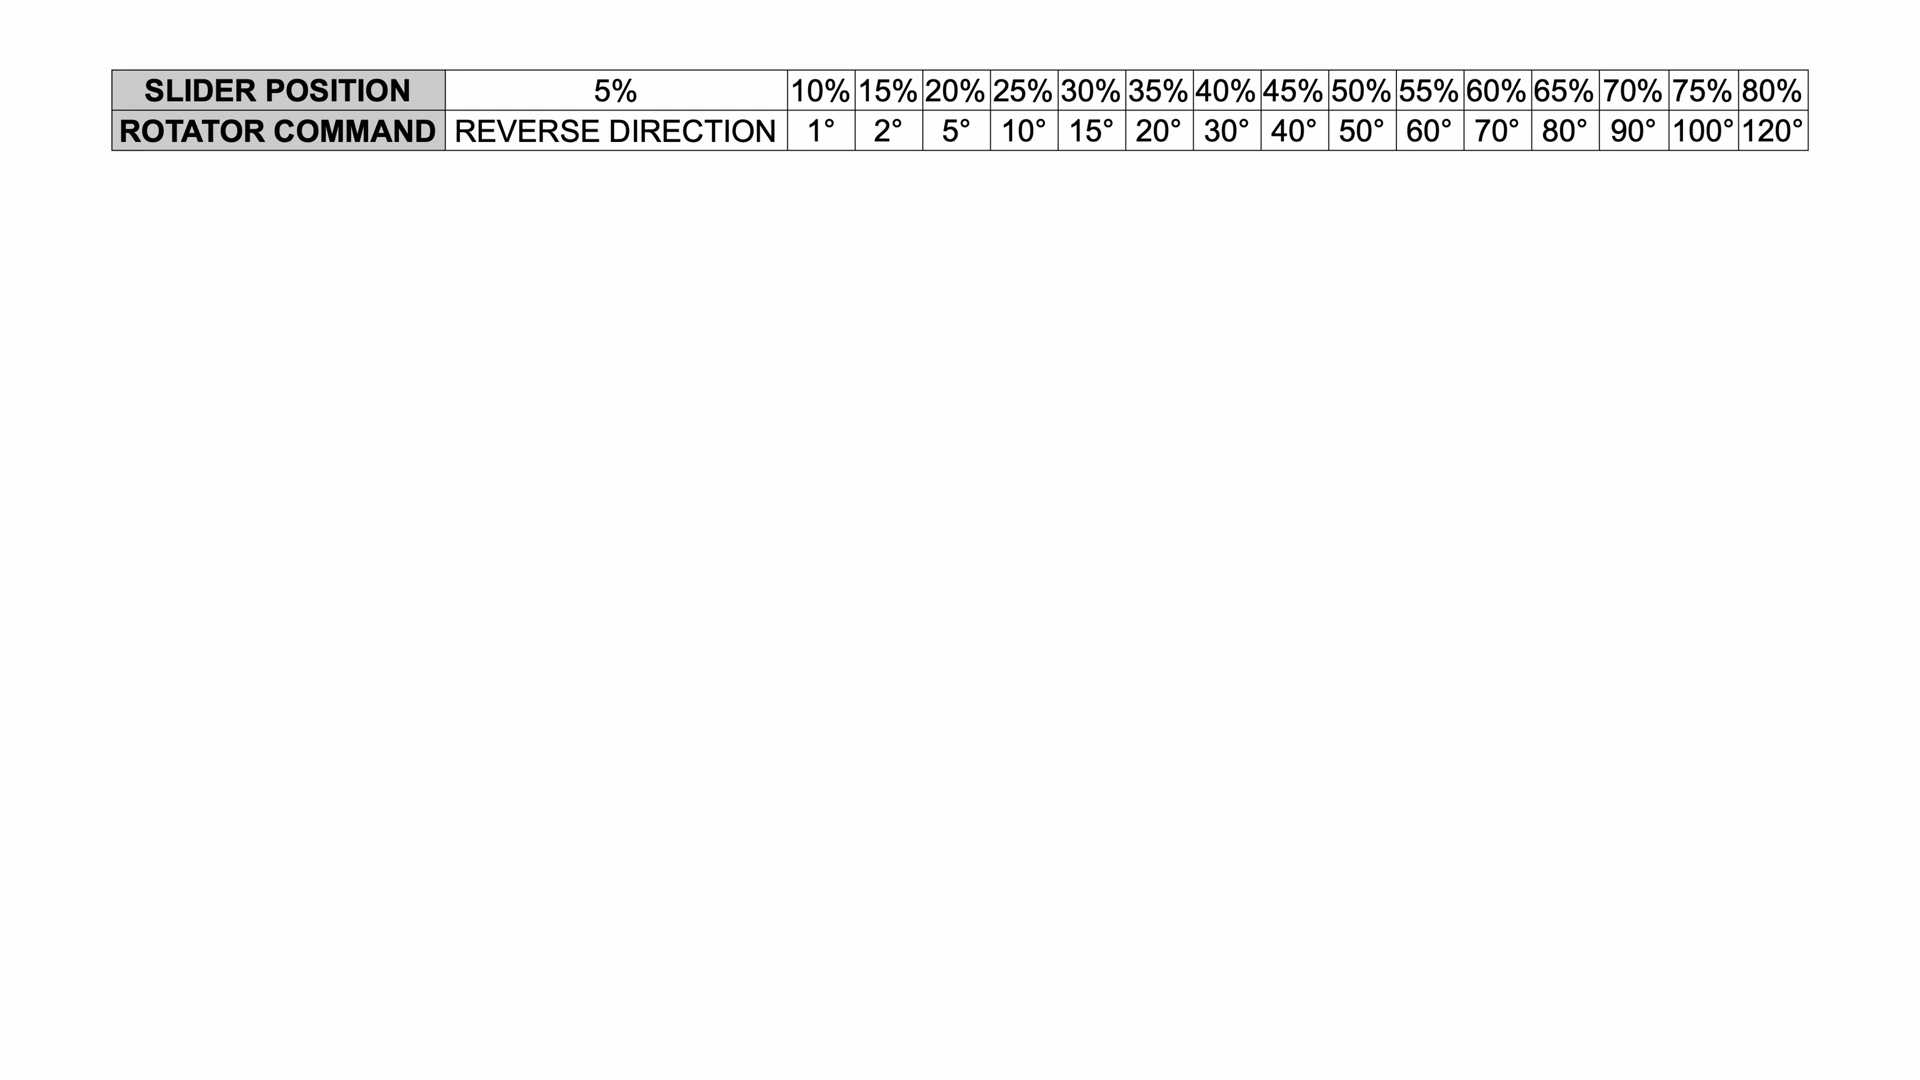 SLIDER POSITION 5% 10% 15% 20% 25% 30% 35% 40% 45% 50% 55% 60% 65% 70% 75% 80%
ROTATOR COMMAND REVERSE DIRECTION 1° 2° 5° 10° 15° 20° 30° 40° 50° 60° 70° 80° 90° 100° 120°